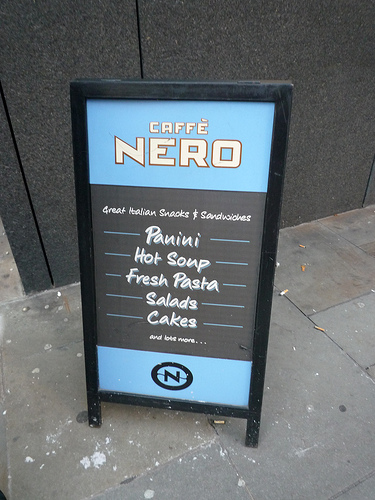 CAFFÈ
NERO
Great Italian Snacks & Sandwiches
Panini
Hot Soup
Fresh Pasta
Salads
Cakes
and lots more...
N